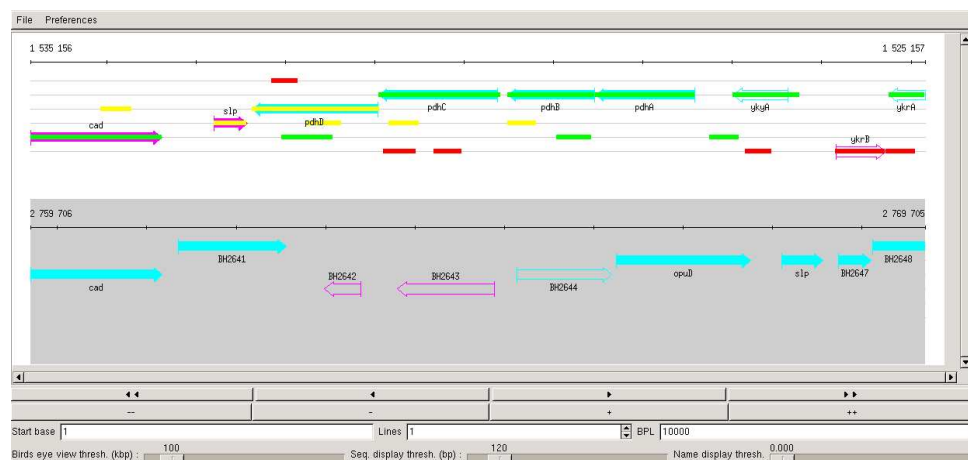 File Preferences
1 535 156 1 525 157
slp pdhD pdhC pdhB pdhA ykyA ykrA
cad
ykrB
2 759 706 2 769 705
BH2641 BH2642 BH2643 BH2644 opuD slp BH2647 BH2648
cad
-- - + ++
Start base 1 Lines 1 BPL 10000
100 120 0.000
Birds eye view thresh. (kbp) : Seq. display thresh. (bp) : Name display thresh.